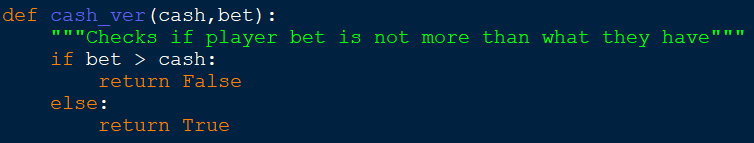 def cash_ver(cash,bet):
    """Checks if player bet is not more than what they have"""
    if bet > cash:
        return False
    else:
        return True